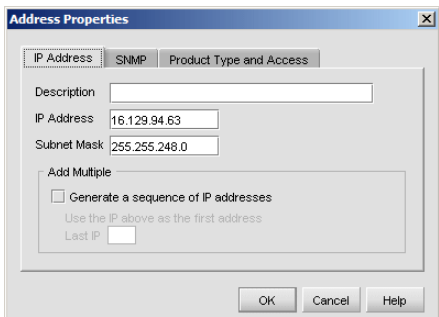 Address Properties
IP Address SNMP Product Type and Access
Description
IP Address 16.129.94.63
Subnet Mask 255.255.248.0
Add Multiple
Generate a sequence of IP addresses
Use the IP above as the first address
Last IP
OK Cancel Help